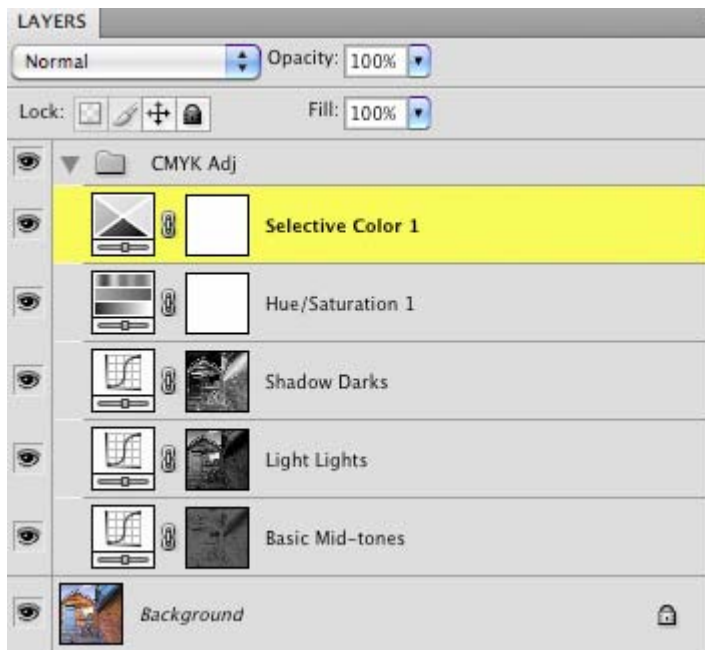 LAYERS
Normal Opacity: 100%
Lock: Fill: 100%
CMYK Adj
Selective Color 1
Hue/Saturation 1
Shadow Darks
Light Lights
Basic Mid-tones
Background